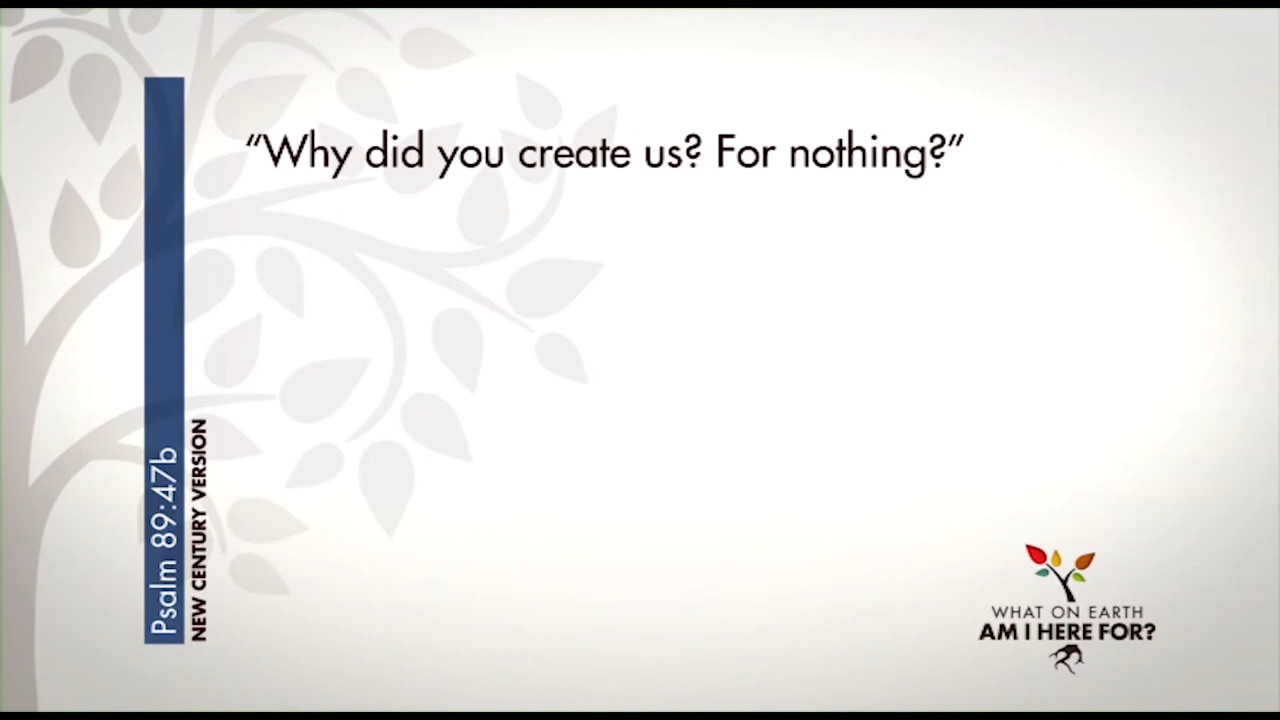 “Why did you create us? For nothing?”
Psalm 89:47b
NEW CENTURY VERSION
WHAT ON EARTH
AM I HERE FOR?